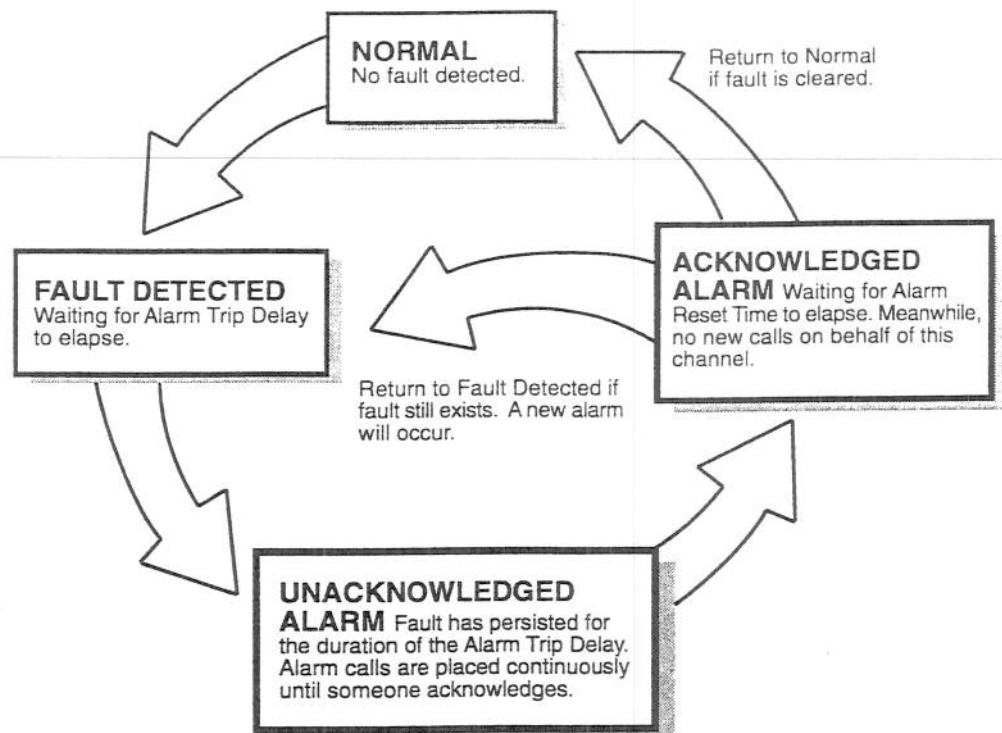 NORMAL
No fault detected.
Return to Normal
if fault is cleared.
FAULT DETECTED
Waiting for Alarm Trip Delay
to elapse.
ACKNOWLEDGED
ALARM Waiting for Alarm
Reset Time to elapse. Meanwhile,
no new calls on behalf of this
channel.
Return to Fault Detected if
fault still exists. A new alarm
will occur.
UNACKNOWLEDGED
ALARM Fault has persisted for
the duration of the Alarm Trip Delay.
Alarm calls are placed continuously
until someone acknowledges.